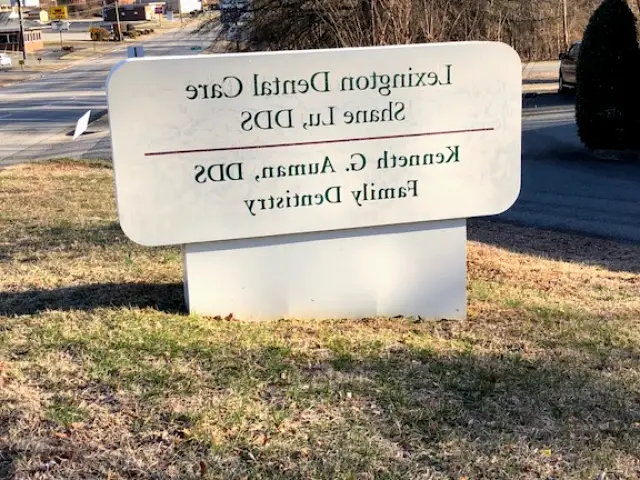 Lexington Dental Care
Shane Lu, DDS
Kenneth G. Auman, DDS
Family Dentistry